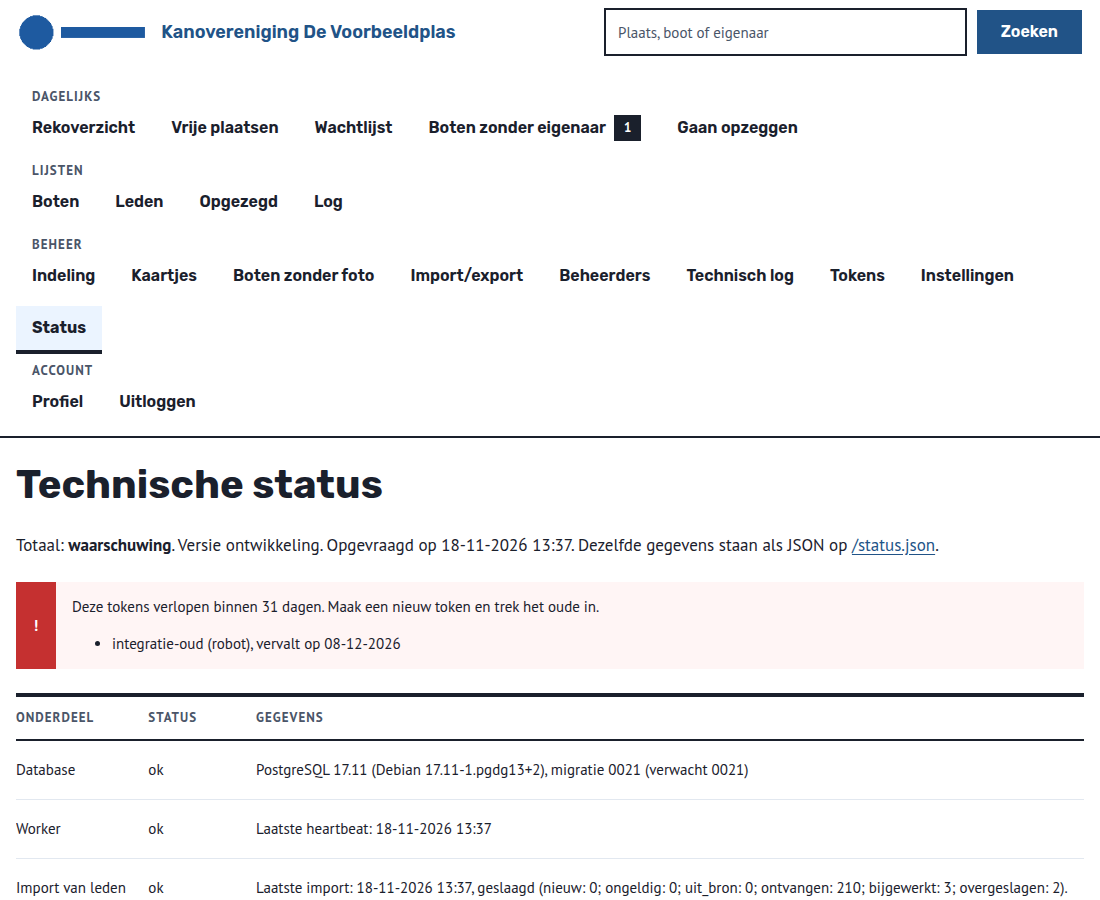 Kanovereniging De Voorbeeldplas
Plaats, boot of eigenaar
Zoeken
DAGELIJKS
Rekoverzicht Vrije plaatsen Wachtlijst Boten zonder eigenaar 1 Gaan opzeggen
LIJSTEN
Boten Leden Opgezegd Log
BEHEER
Indeling Kaartjes Boten zonder foto Import/export Beheerders Technisch log Tokens Instellingen
Status
ACCOUNT
Profiel Uitloggen
Technische status
Totaal: waarschuwing. Versie ontwikkeling. Opgevraagd op 18-11-2026 13:37. Dezelfde gegevens staan als JSON op /status.json.
!
Deze tokens verlopen binnen 31 dagen. Maak een nieuw token en trek het oude in.
• integratie-oud (robot), vervalt op 08-12-2026
ONDERDEEL STATUS GEGEVENS
Database ok PostgreSQL 17.11 (Debian 17.11-1.pgdg13+2), migratie 0021 (verwacht 0021)
Worker ok Laatste heartbeat: 18-11-2026 13:37
Import van leden ok Laatste import: 18-11-2026 13:37, geslaagd (nieuw: 0; ongeldig: 0; uit_bron: 0; ontvangen: 210; bijgewerkt: 3; overgeslagen: 2).